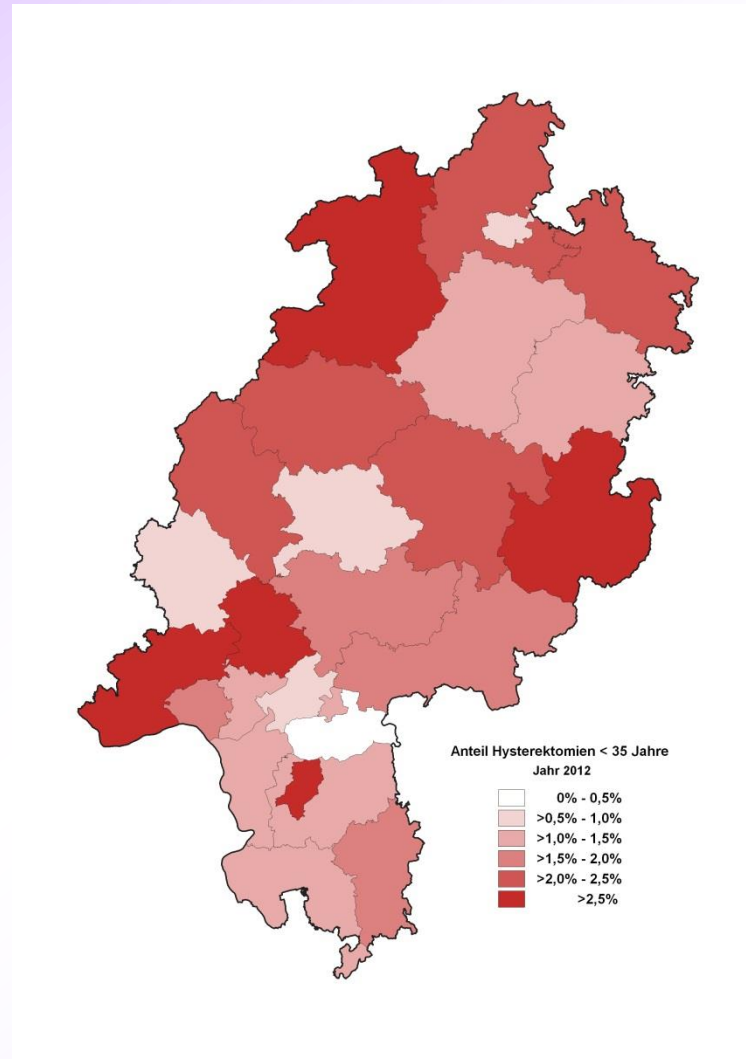 Anteil Hysterektomien < 35 Jahre
Jahr 2012
0% - 0,5%
>0,5% - 1,0%
>1,0% - 1,5%
>1,5% - 2,0%
>2,0% - 2,5%
>2,5%